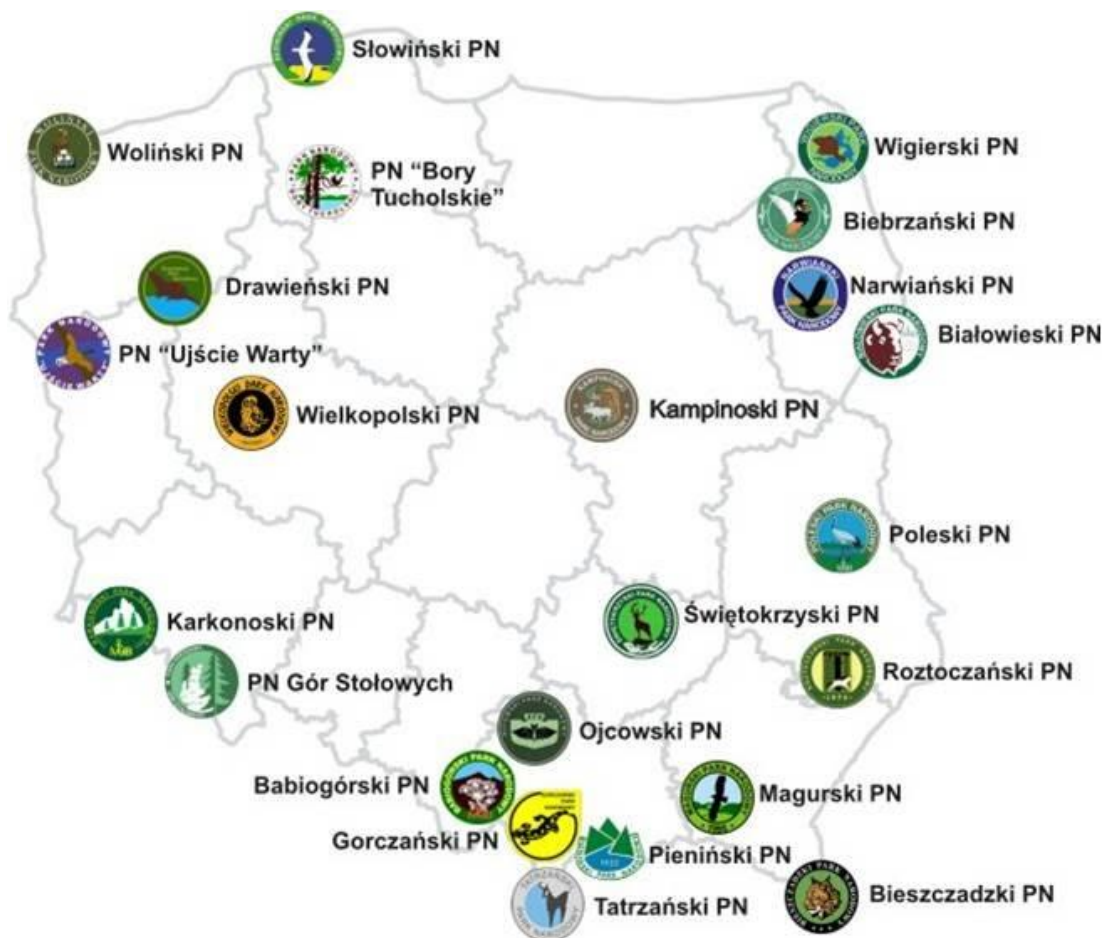 Słowiński PN
Woliński PN
Wigierski PN
PN “Bory
Tucholskie”
Biebrzański PN
Drawieński PN
Narwiański PN
Białowieski PN
PN “Ujście Warty”
Wielkopolski PN
Kampinoski PN
Poleski PN
Karkonoski PN
Świętokrzyski PN
PN Gór Stołowych
Roztoczański PN
Ojcowski PN
Babiogórski PN
Magurski PN
Gorczański PN
Pieniński PN
Bieszczadzki PN
Tatrzański PN